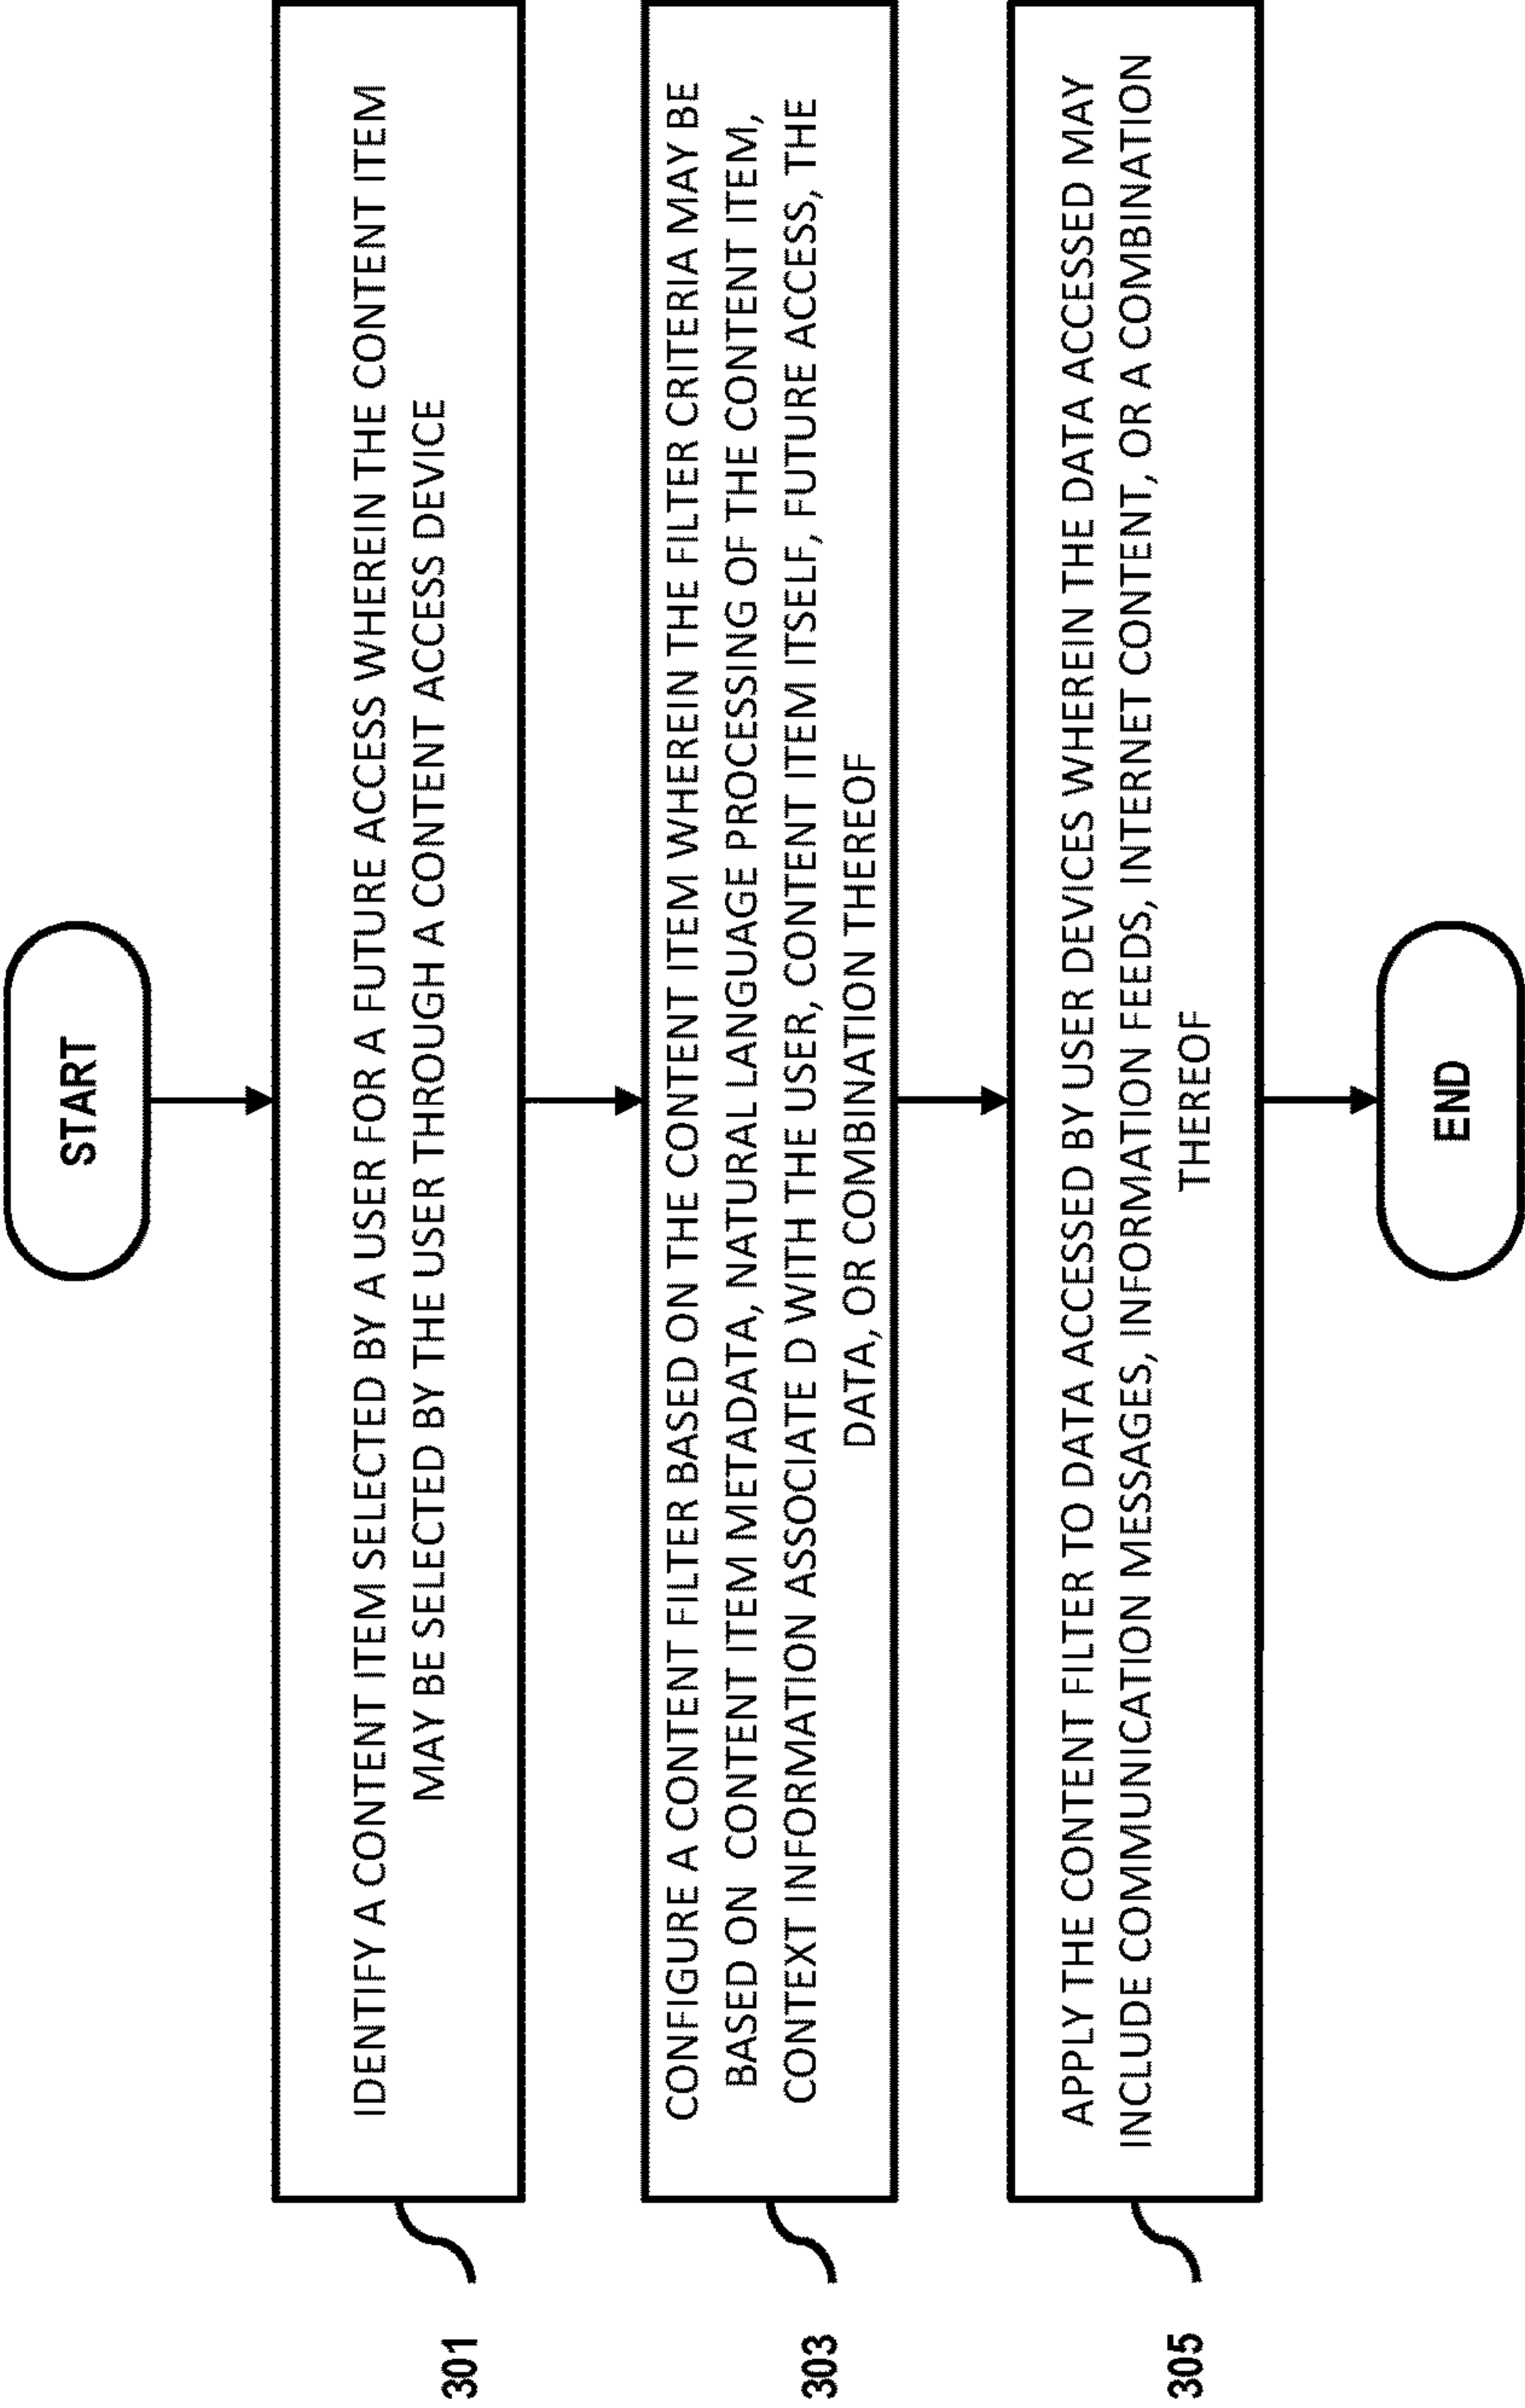 START
IDENTIFY A CONTENT ITEM SELECTED BY A USER FOR A FUTURE ACCESS WHEREIN THE CONTENT ITEM
MAY BE SELECTED BY THE USER THROUGH A CONTENT ACCESS DEVICE
301
CONFIGURE A CONTENT FILTER BASED ON THE CONTENT ITEM WHEREIN THE FILTER CRITERIA MAY BE
BASED ON CONTENT ITEM METADATA, NATURAL LANGUAGE PROCESSING OF THE CONTENT ITEM,
CONTEXT INFORMATION ASSOCIATE D WITH THE USER, CONTENT ITEM ITSELF, FUTURE ACCESS, THE
DATA, OR COMBINATION THEREOF
303
APPLY THE CONTENT FILTER TO DATA ACCESSED BY USER DEVICES WHEREIN THE DATA ACCESSED MAY
INCLUDE COMMUNICATION MESSAGES, INFORMATION FEEDS, INTERNET CONTENT, OR A COMBINATION
THEREOF
305
END